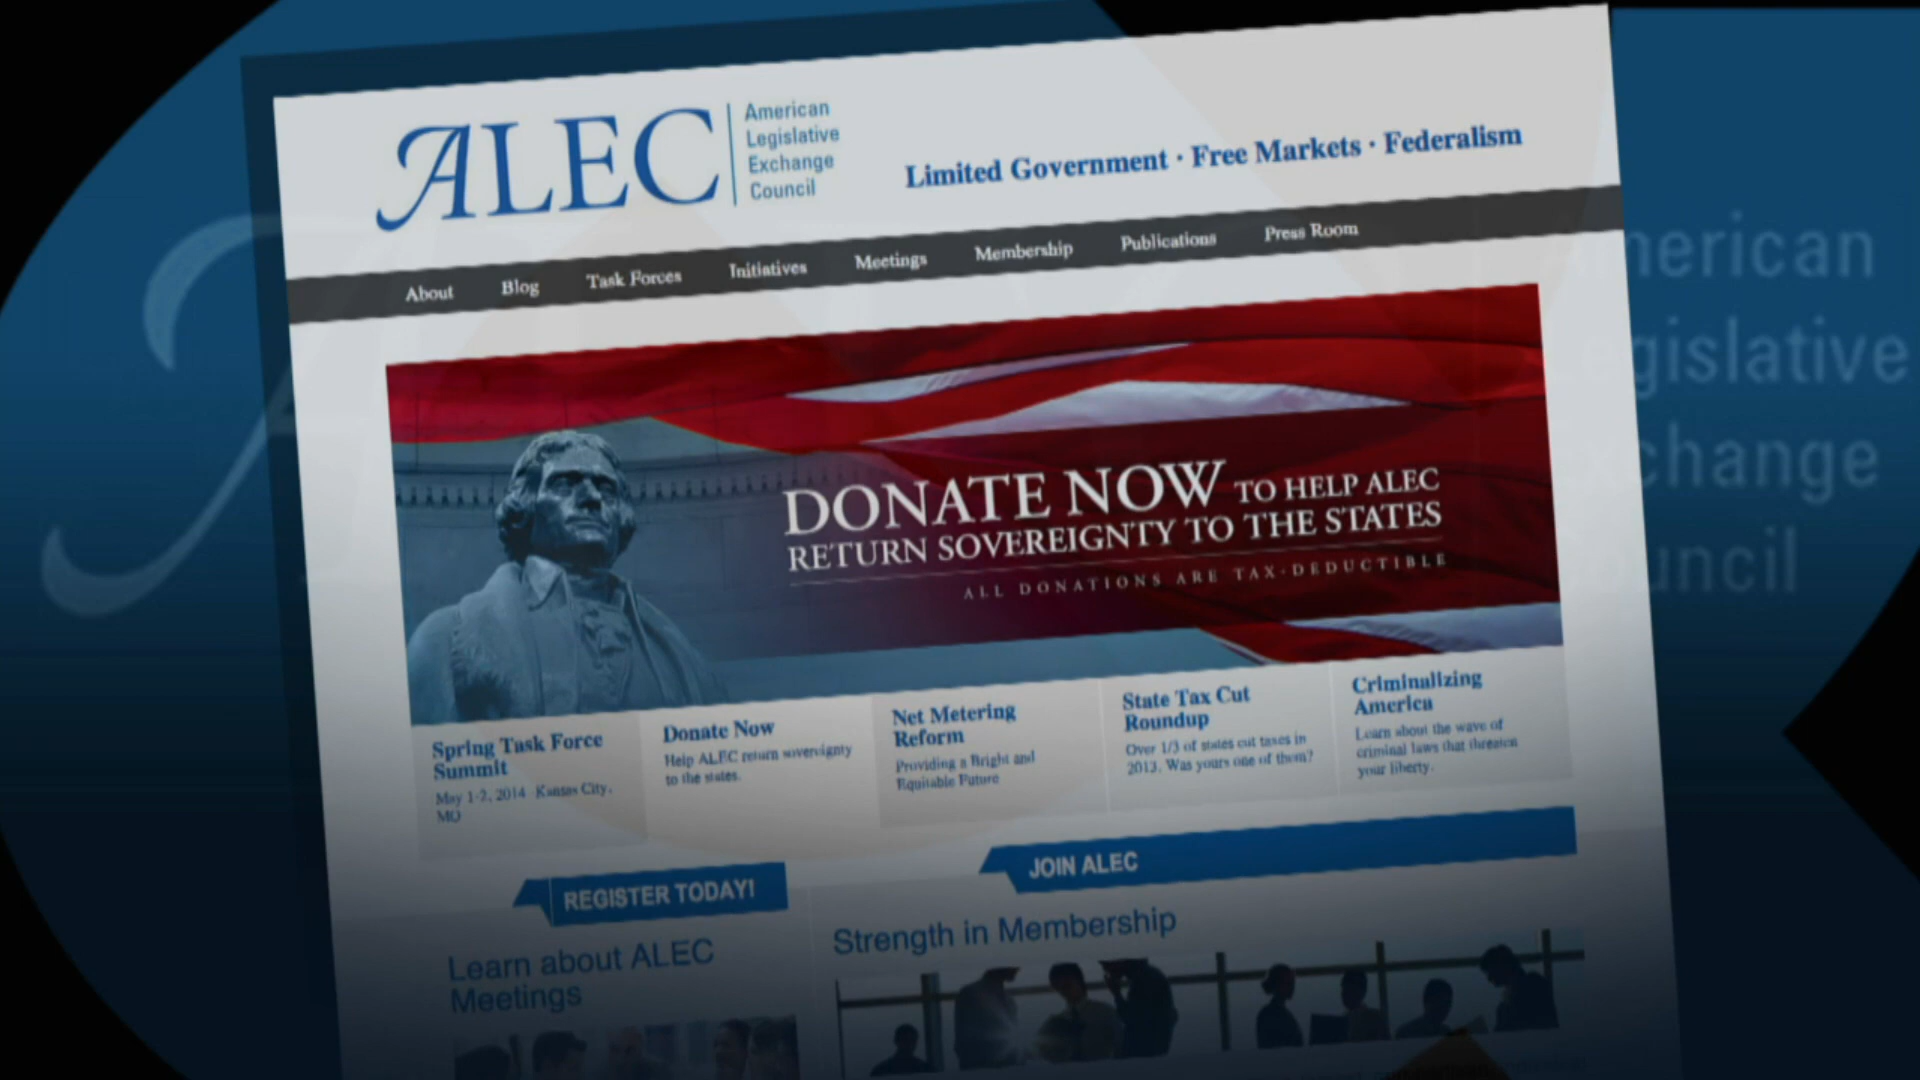 ALEC
American
Legislative
Exchange
Council
Limited Government · Free Markets · Federalism
About Blog Task Forces Initiatives Meetings Membership Publications Press Room
DONATE NOW TO HELP ALEC
RETURN SOVEREIGNTY TO THE STATES
ALL DONATIONS ARE TAX-DEDUCTIBLE
Spring Task Force
Summit
May 1-2, 2014 Kansas City,
MO
Donate Now
Help ALEC return sovereignty
to the states.
Net Metering
Reform
Providing a Bright and
Equitable Future
State Tax Cut
Roundup
Over 1/3 of states cut taxes in
2013. Was yours one of them?
Criminalizing
America
Learn about the wave of
criminal laws that threaten
your liberty.
REGISTER TODAY!
Learn about ALEC
Meetings
JOIN ALEC
Strength in Membership
A
merican
egislative
change
uncil